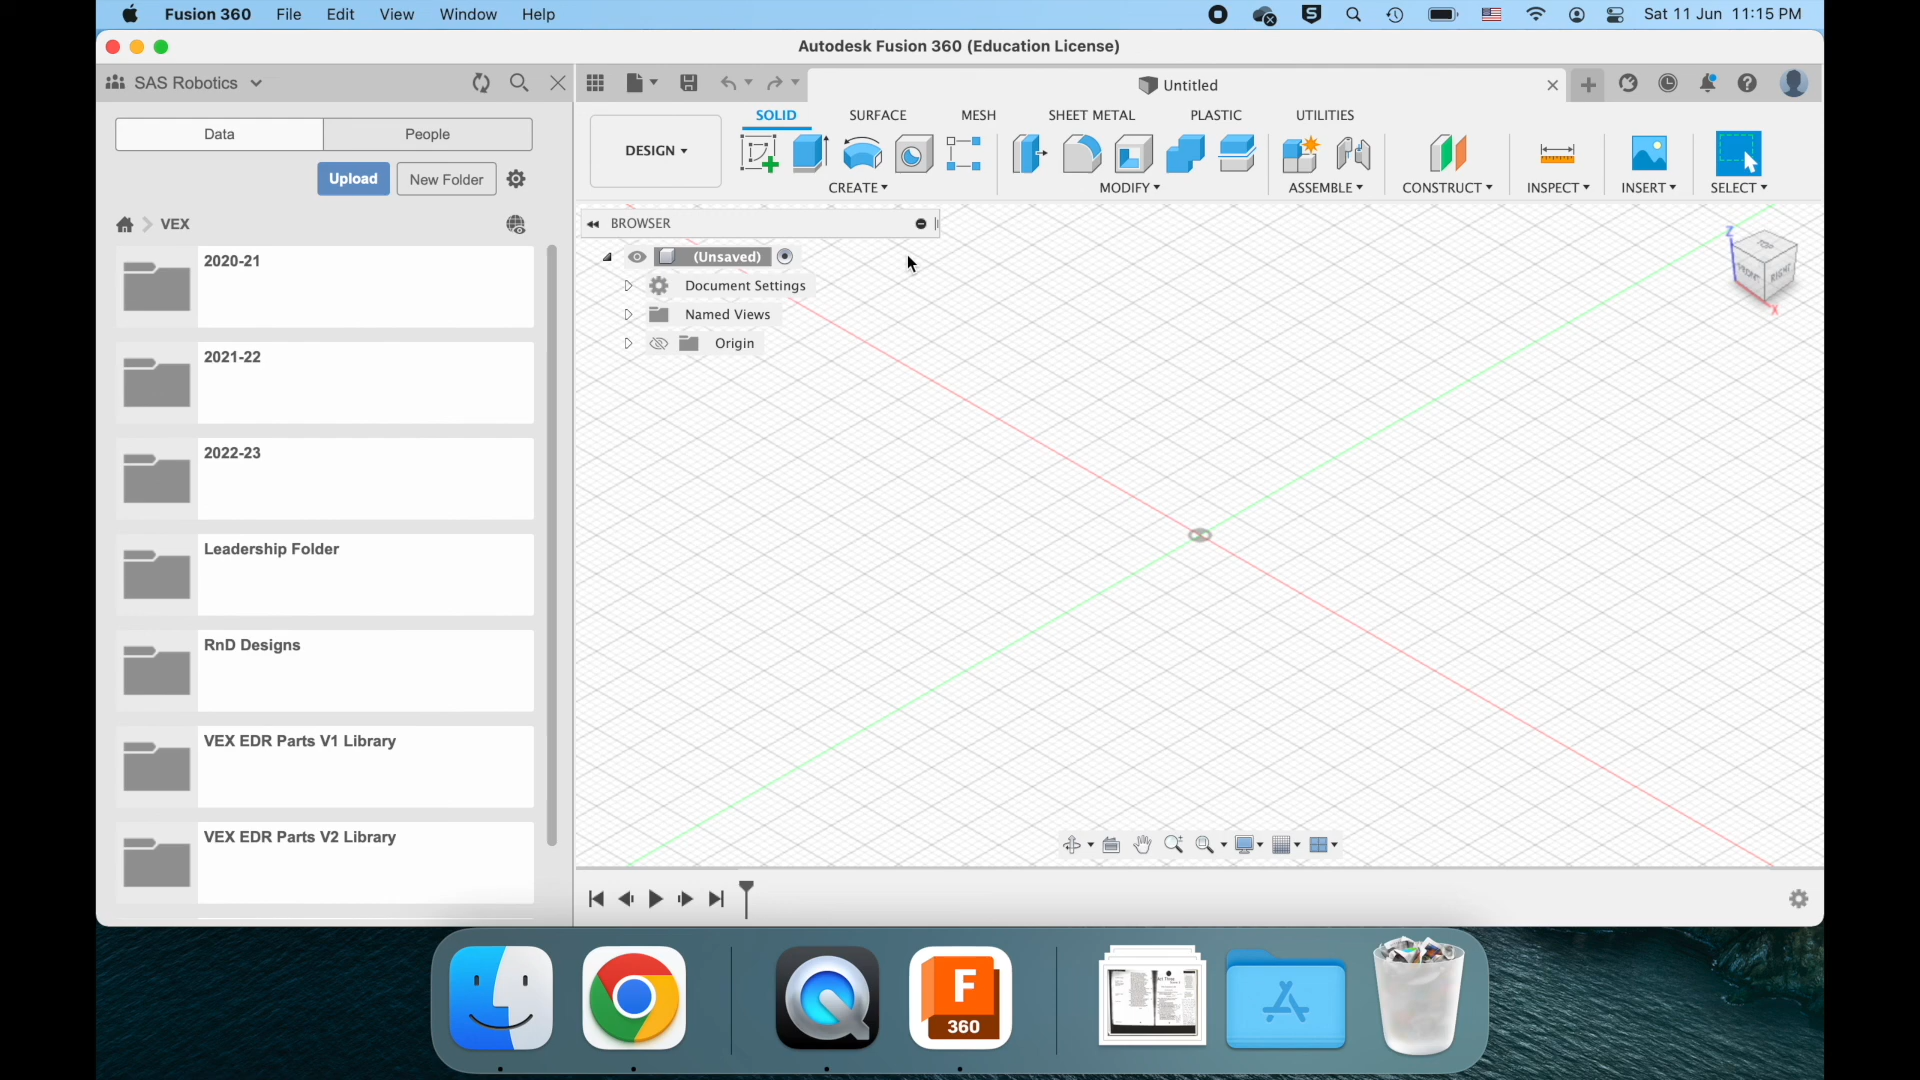 Fusion 360 File Edit View Window Help
Sat 11 Jun 11:15 PM
Autodesk Fusion 360 (Education License)
SAS Robotics
Untitled
Data People
Upload New Folder
VEX
2020-21
2021-22
2022-23
Leadership Folder
RnD Designs
VEX EDR Parts V1 Library
VEX EDR Parts V2 Library
SOLID SURFACE MESH SHEET METAL PLASTIC UTILITIES
DESIGN
CREATE MODIFY ASSEMBLE CONSTRUCT INSPECT INSERT SELECT
BROWSER
(Unsaved)
Document Settings
Named Views
Origin
Z
TOP
FRONT RIGHT
X
F
360